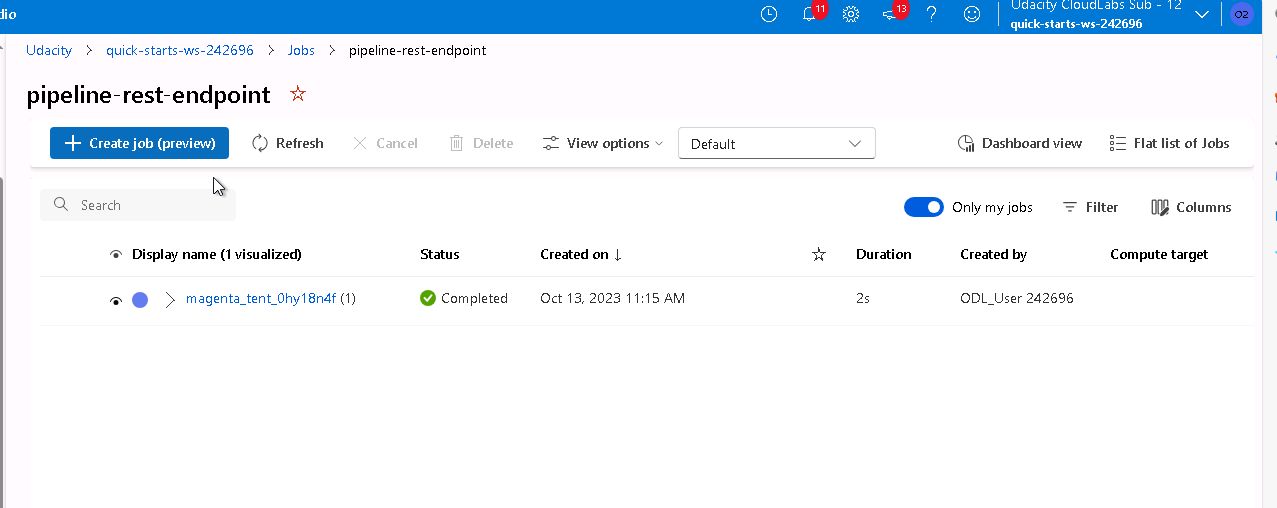 dio
11
13
Udacity CloudLabs Sub - 12
quick-starts-ws-242696
O2
Udacity > quick-starts-ws-242696 > Jobs > pipeline-rest-endpoint
pipeline-rest-endpoint
Create job (preview) Refresh Cancel Delete View options Default Dashboard view Flat list of Jobs
Search Only my jobs Filter Columns
Display name (1 visualized) Status Created on ↓ Duration Created by Compute target
magenta_tent_0hy18n4f (1) Completed Oct 13, 2023 11:15 AM 2s ODL_User 242696